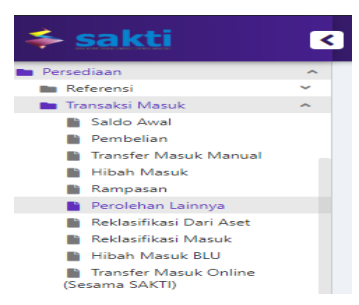 sakti
Persediaan
Referensi
Transaksi Masuk
Saldo Awal
Pembelian
Transfer Masuk Manual
Hibah Masuk
Rampasan
Perolehan Lainnya
Reklasifikasi Dari Aset
Reklasifikasi Masuk
Hibah Masuk BLU
Transfer Masuk Online
(Sesama SAKTI)